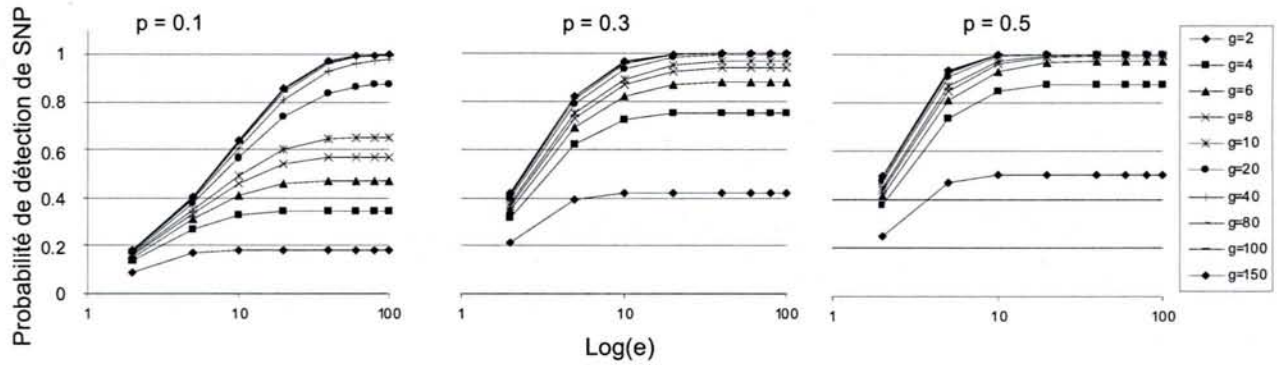 p = 0.1
p = 0.3
p = 0.5
Probabilité de détection de SNP
1
0.8
0.6
0.4
0.2
0
1
10
100
1
10
100
1
10
100
Log(e)
g=2
g=4
g=6
g=8
g=10
g=20
g=40
g=80
g=100
g=150